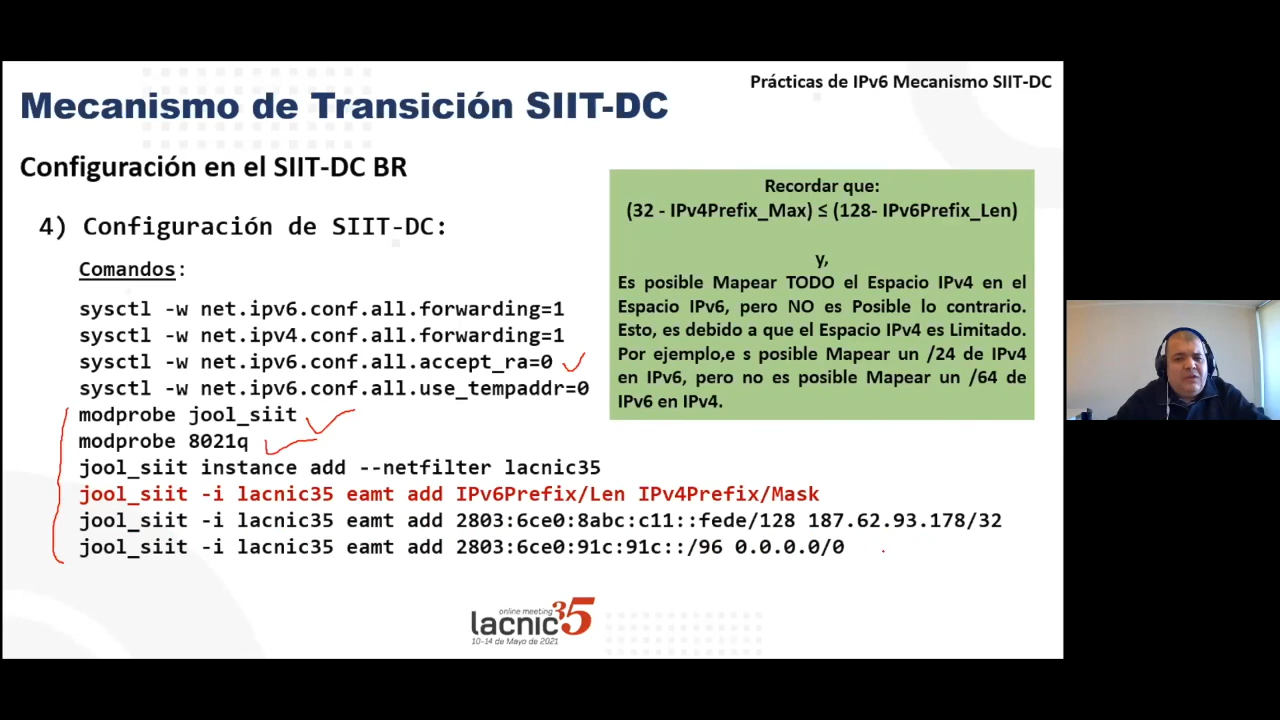 Prácticas de IPv6 Mecanismo SIIT-DC
Mecanismo de Transición SIIT-DC
Configuración en el SIIT-DC BR
4) Configuración de SIIT-DC:
Comandos:
sysctl -w net.ipv6.conf.all.forwarding=1
sysctl -w net.ipv4.conf.all.forwarding=1
sysctl -w net.ipv6.conf.all.accept_ra=0
sysctl -w net.ipv6.conf.all.use_tempaddr=0
modprobe jool_siit
modprobe 8021q
jool_siit instance add --netfilter lacnic35
jool_siit -i lacnic35 eamt add IPv6Prefix/Len IPv4Prefix/Mask
jool_siit -i lacnic35 eamt add 2803:6ce0:8abc:c11::fede/128 187.62.93.178/32
jool_siit -i lacnic35 eamt add 2803:6ce0:91c:91c::/96 0.0.0.0/0
Recordar que:
(32 - IPv4Prefix_Max) ≤ (128- IPv6Prefix_Len)
y,
Es posible Mapear TODO el Espacio IPv4 en el
Espacio IPv6, pero NO es Posible lo contrario.
Esto, es debido a que el Espacio IPv4 es Limitado.
Por ejemplo,e s posible Mapear un /24 de IPv4
en IPv6, pero no es posible Mapear un /64 de
IPv6 en IPv4.
online meeting
lacnic35
10-14 de Mayo de 2021